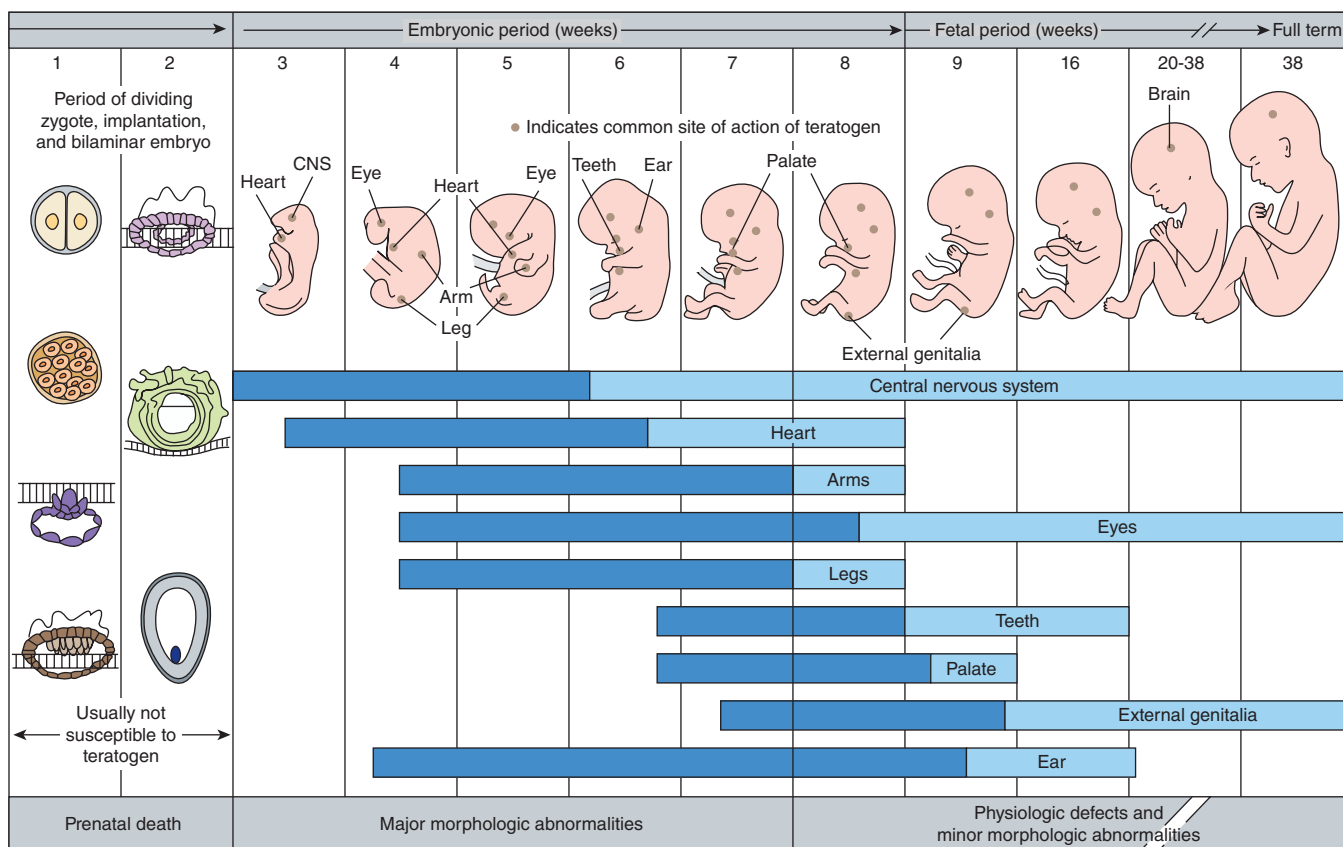 Embryonic period (weeks)
Fetal period (weeks)
Full term
1
2
3
4
5
6
7
8
9
16
20-38
38
Period of dividing
zygote, implantation,
and bilaminar embryo
Indicates common site of action of teratogen
Heart
CNS
Eye
Heart
Eye
Arm
Leg
Teeth
Ear
Palate
External genitalia
Brain
Central nervous system
Heart
Arms
Eyes
Legs
Teeth
Palate
External genitalia
Ear
Usually not
susceptible to
teratogen
Prenatal death
Major morphologic abnormalities
Physiologic defects and
minor morphologic abnormalities